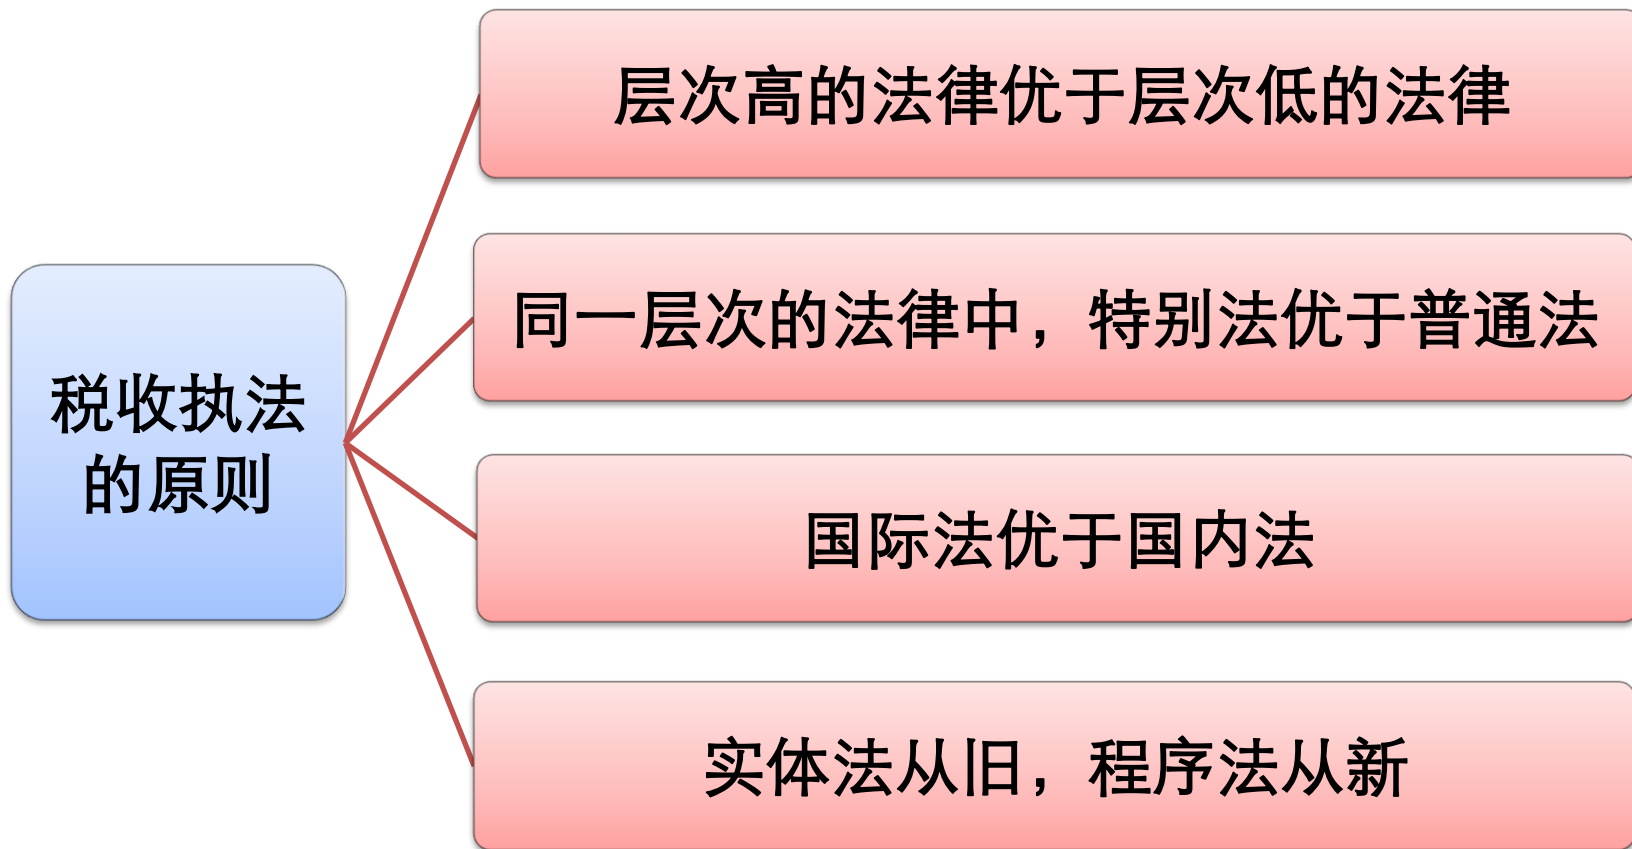 层次高的法律优于层次低的法律
同一层次的法律中，特别法优于普通法
税收执法
的原则
国际法优于国内法
实体法从旧，程序法从新